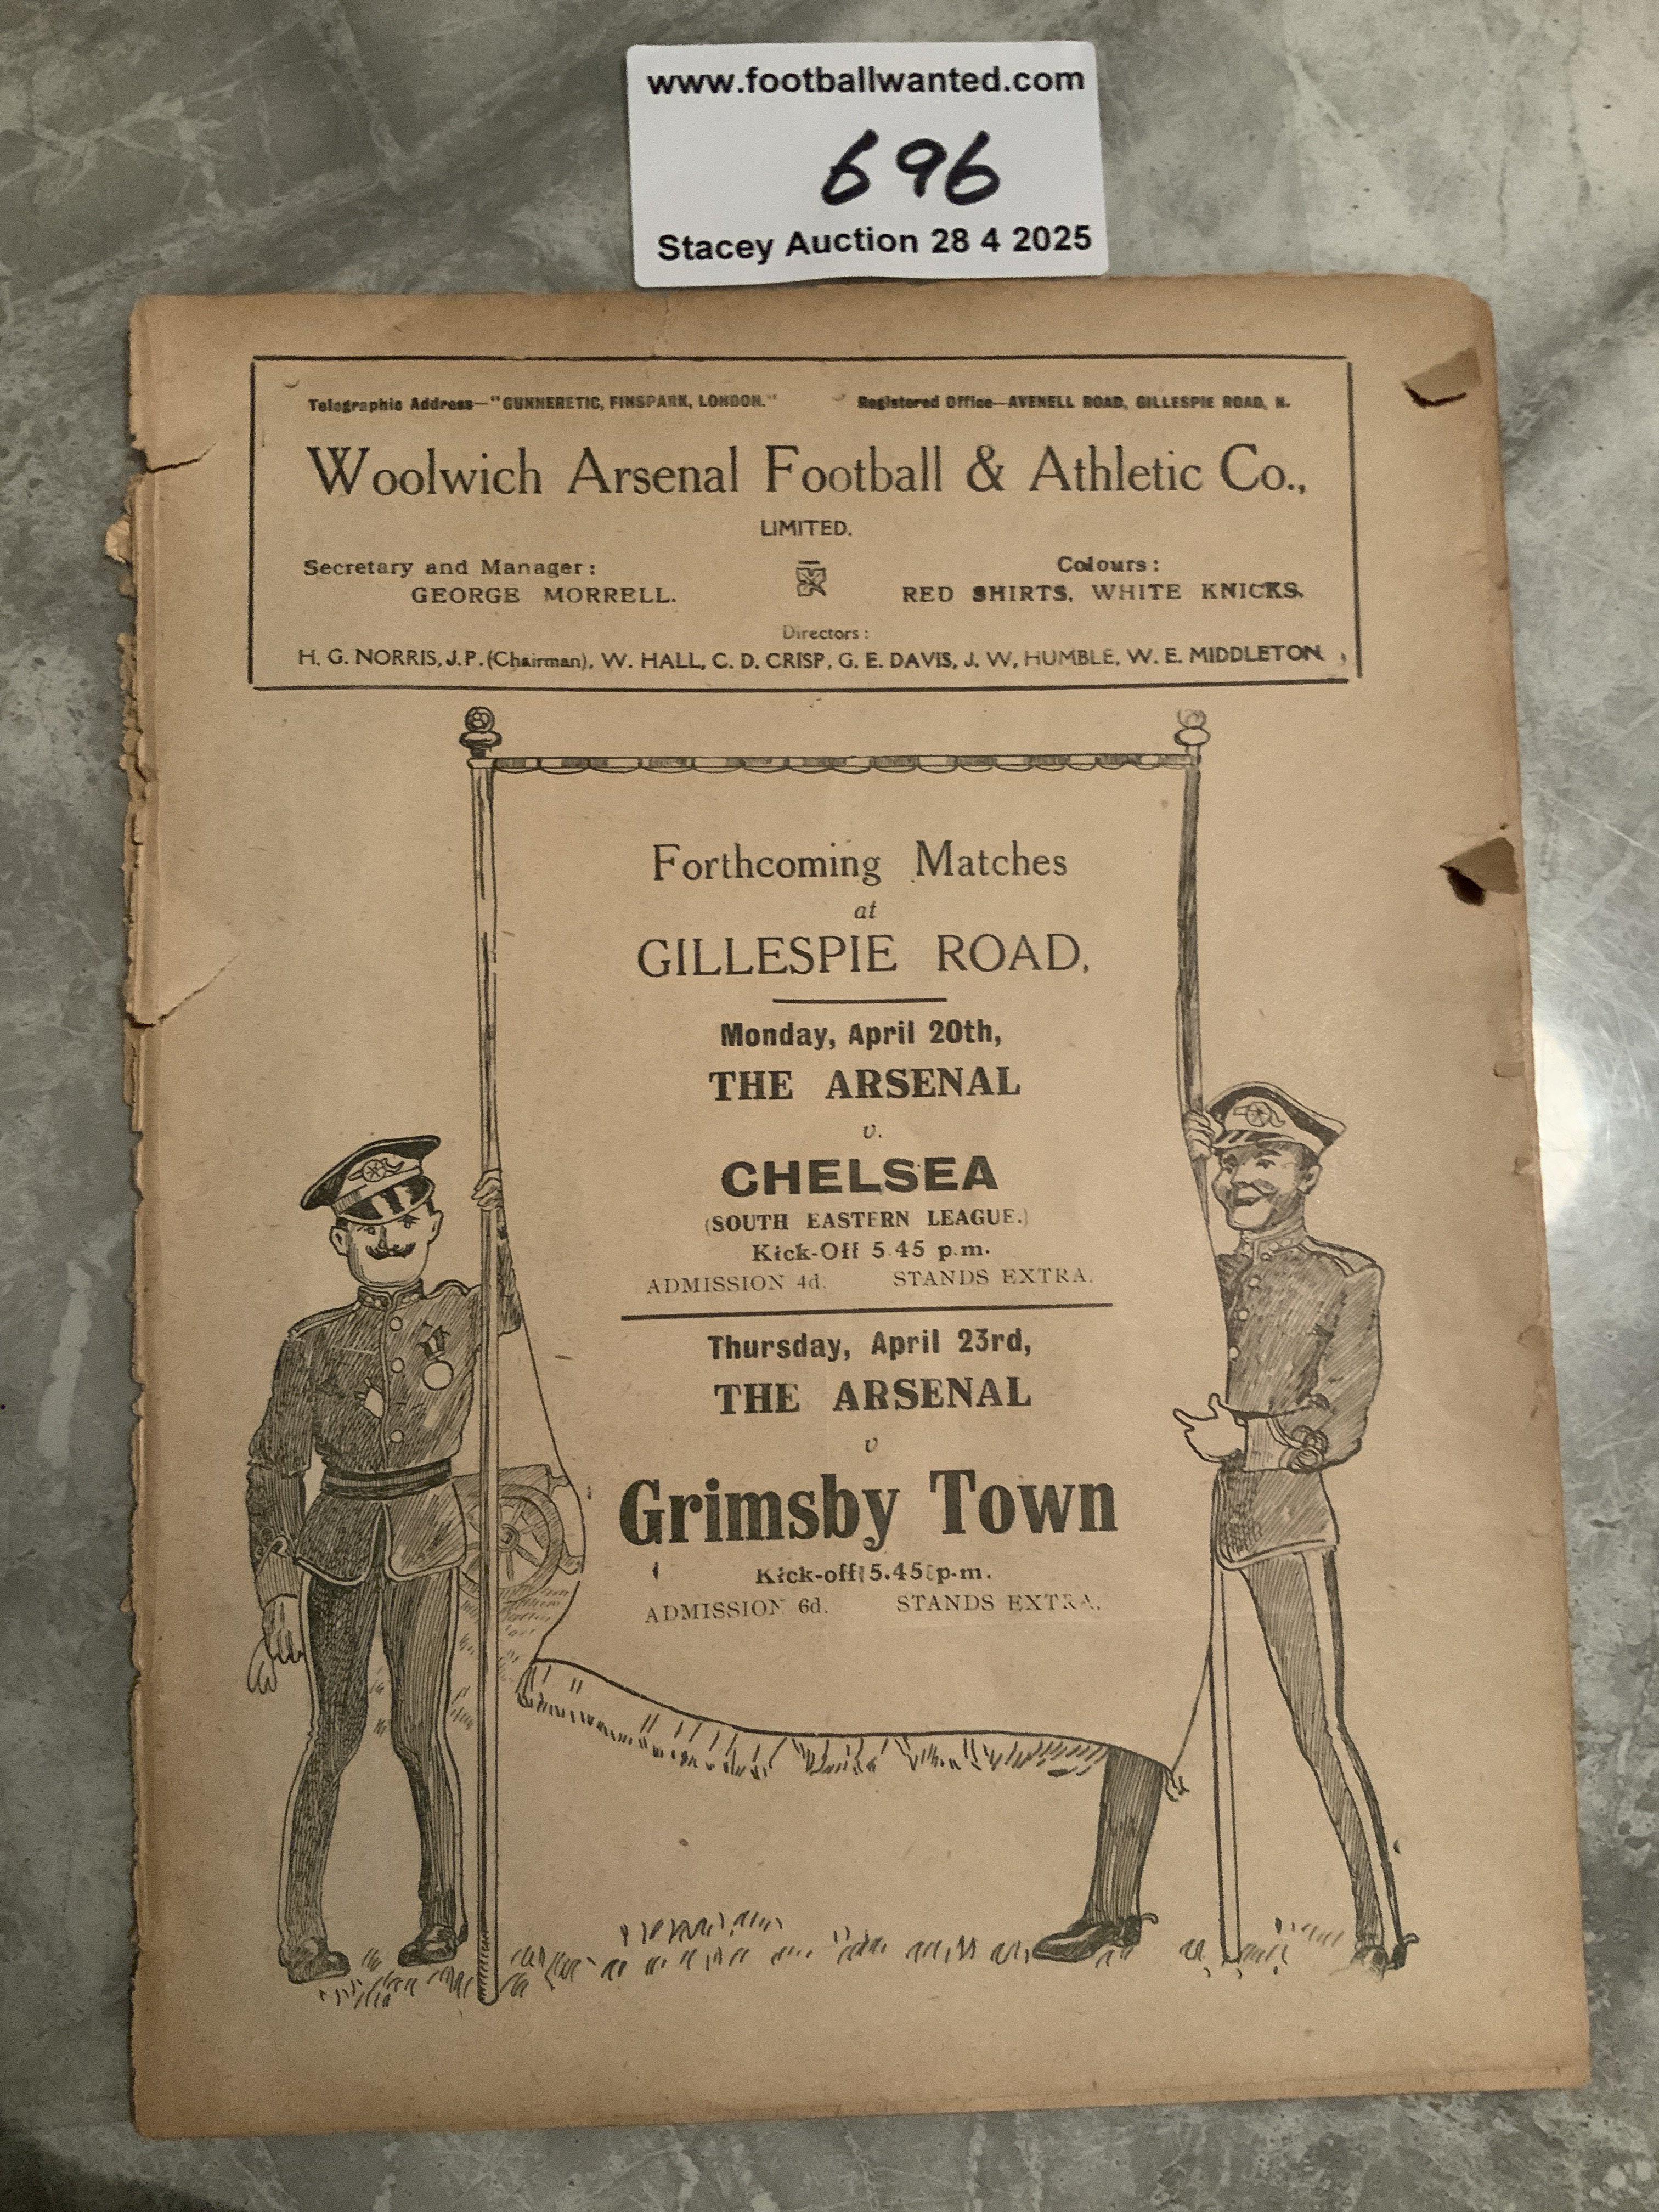 www.footballwanted.com
696
Stacey Auction 28 4 2025
Telegraphic Address—"GUNNERETIC, FINSPARK, LONDON."    Registered Office—AVENELL ROAD, GILLESPIE ROAD, N.
Woolwich Arsenal Football & Athletic Co.,
LIMITED.
Secretary and Manager:    Colours:
GEORGE MORRELL.    RED SHIRTS. WHITE KNICKS.
Directors:
H. G. NORRIS, J.P. (Chairman), W. HALL, C. D. CRISP, G. E. DAVIS, J. W. HUMBLE, W. E. MIDDLETON
Forthcoming Matches
at
GILLESPIE ROAD,
Monday, April 20th,
THE ARSENAL
v.
CHELSEA
(SOUTH EASTERN LEAGUE.)
Kick-Off 5.45 p.m.
ADMISSION 4d.    STANDS EXTRA.
Thursday, April 23rd,
THE ARSENAL
v
Grimsby Town
Kick-off 5.45 p.m.
ADMISSION 6d.    STANDS EXTRA.